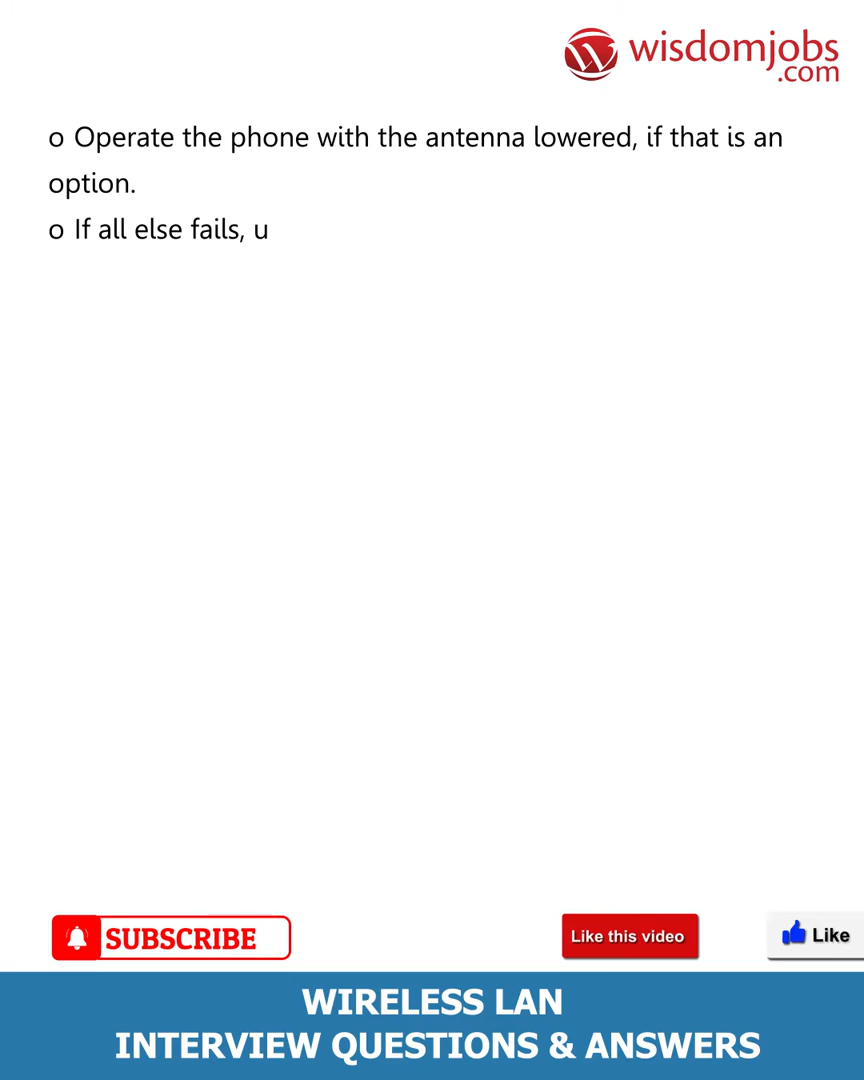 wisdomjobs
.com
o Operate the phone with the antenna lowered, if that is an
option.
o If all else fails, u
SUBSCRIBE
Like this video
Like
WIRELESS LAN
INTERVIEW QUESTIONS & ANSWERS